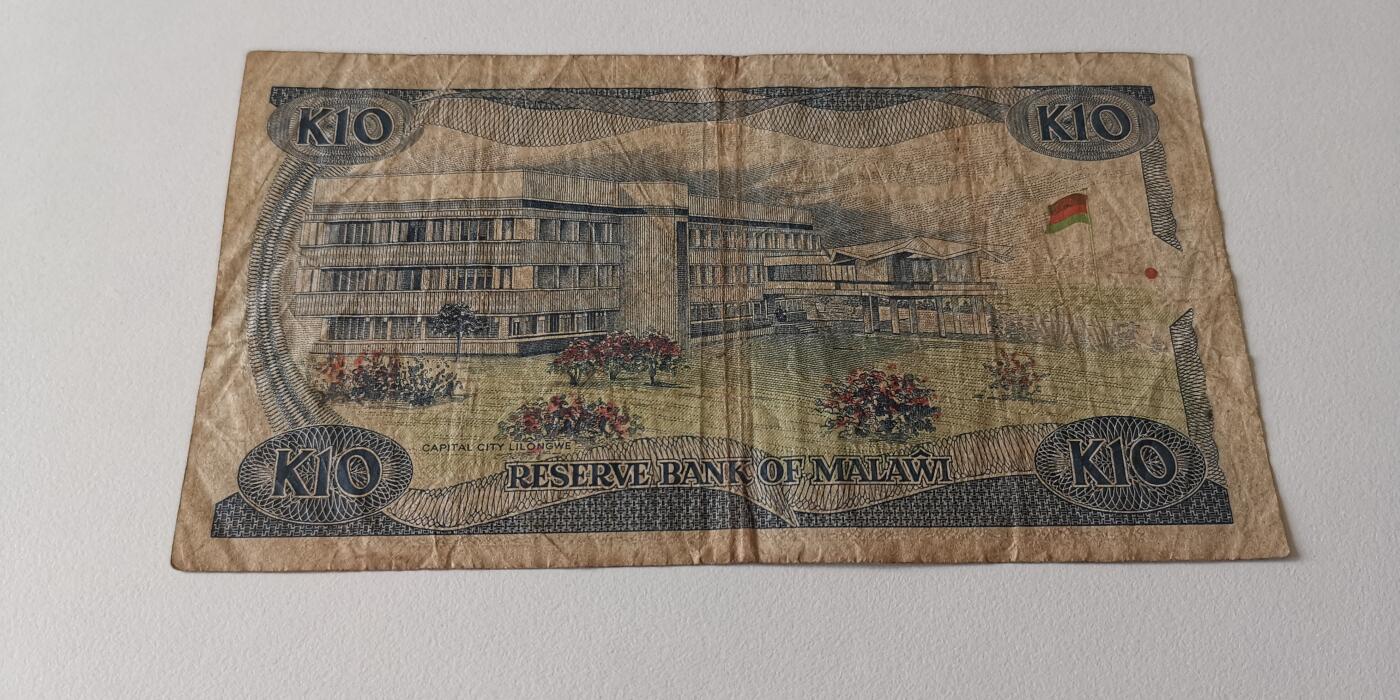 K10
K10
CAPITAL CITY LILONGWE
K10
RESERVE BANK OF MALAŴI
K10